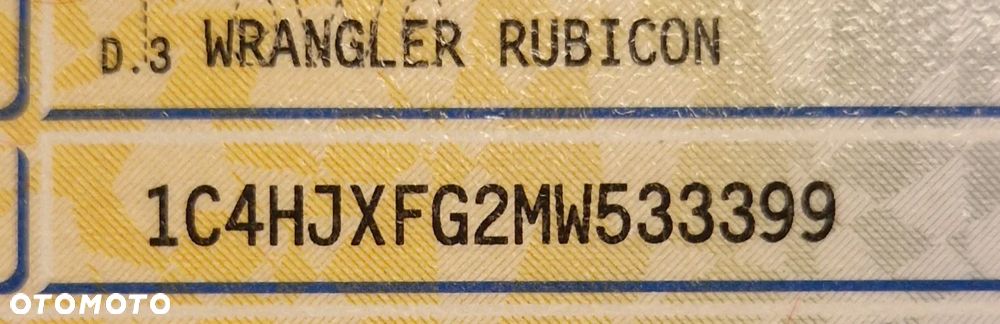 D.3 WRANGLER RUBICON
1C4HJXFG2MW533399
OTOMOTO